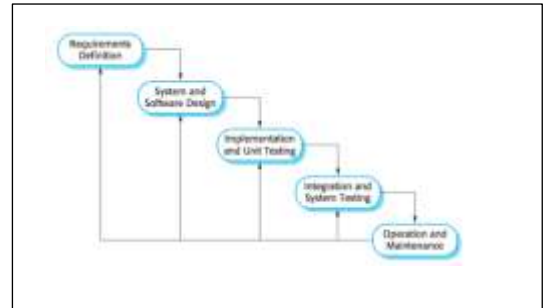 Requirements
Definition
System and
Software Design
Implementation
and Unit Testing
Integration and
System Testing
Operation and
Maintenance